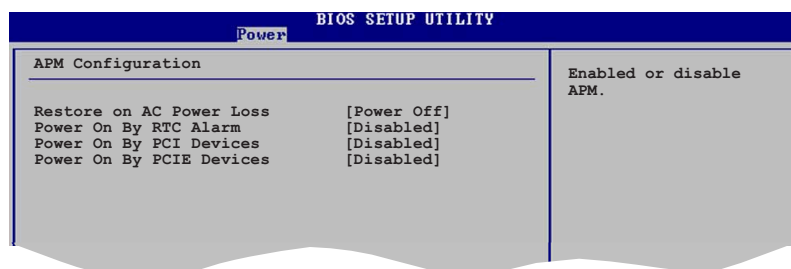 BIOS SETUP UTILITY
Power
APM Configuration
Restore on AC Power Loss [Power Off]
Power On By RTC Alarm [Disabled]
Power On By PCI Devices [Disabled]
Power On By PCIE Devices [Disabled]
Enabled or disable
APM.